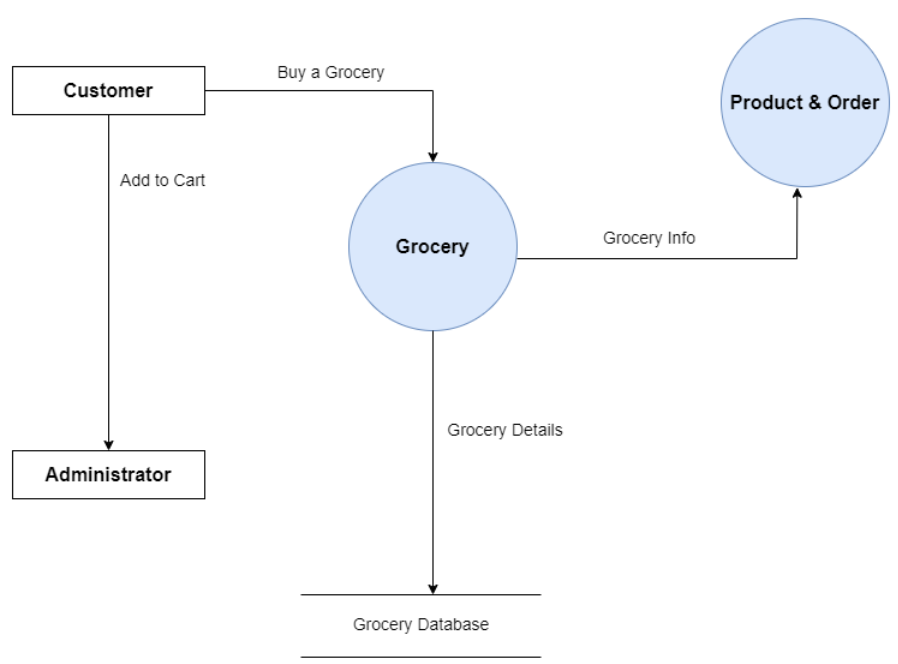 Buy a Grocery
Customer
Product & Order
Add to Cart
Grocery Info
Grocery
Grocery Details
Administrator
Grocery Database